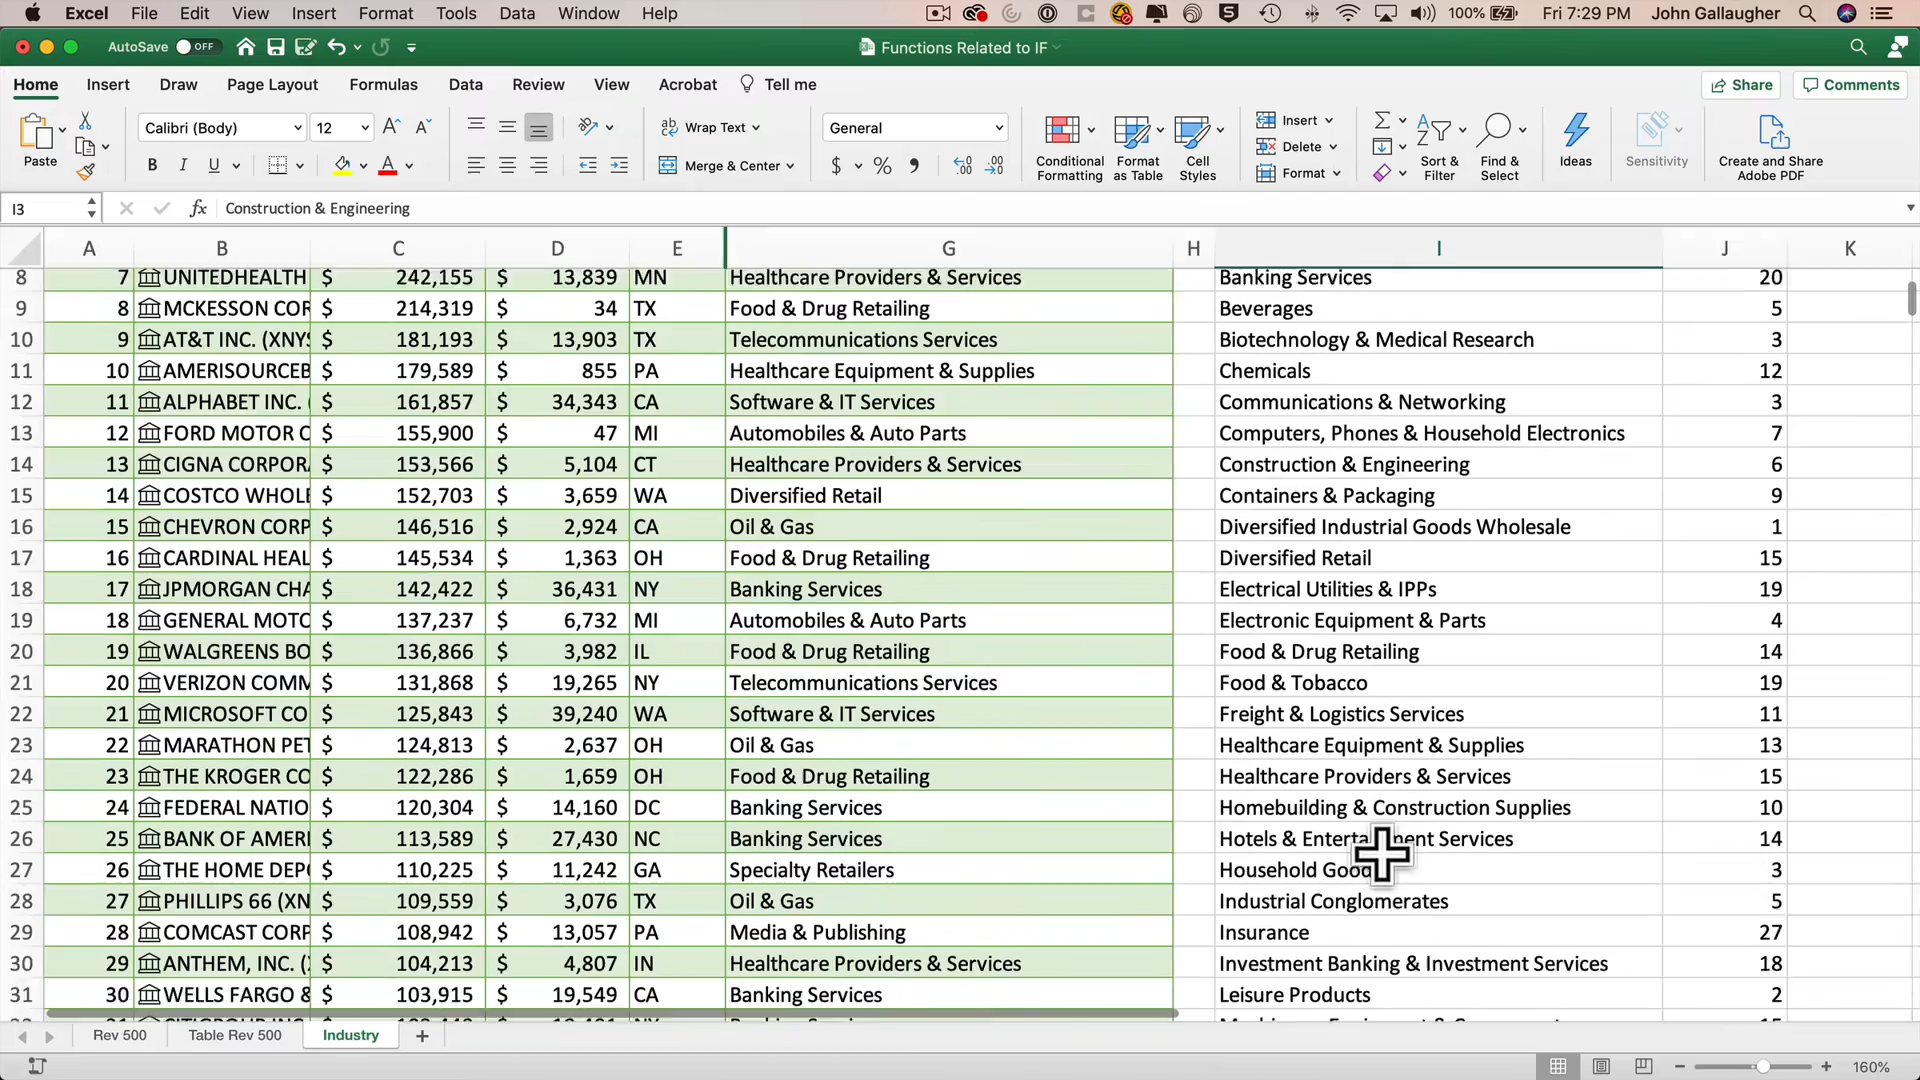 Excel File Edit View Insert Format Tools Data Window Help 100% Fri 7:29 PM John Gallaugher
AutoSave OFF Functions Related to IF
Home Insert Draw Page Layout Formulas Data Review View Acrobat Tell me Share Comments
Paste Calibri (Body) 12 Wrap Text General Insert
B I U A Merge & Center $ % Conditional Formatting Format as Table Cell Styles Delete Format Sort & Filter Find & Select Ideas Sensitivity Create and Share Adobe PDF
I3 fx Construction & Engineering
A B C D E G H I J K
8 7 UNITEDHEALTH $ 242,155 $ 13,839 MN Healthcare Providers & Services Banking Services 20
9 8 MCKESSON COR $ 214,319 $ 34 TX Food & Drug Retailing Beverages 5
10 9 AT&T INC. (XNYS $ 181,193 $ 13,903 TX Telecommunications Services Biotechnology & Medical Research 3
11 10 AMERISOURCEB $ 179,589 $ 855 PA Healthcare Equipment & Supplies Chemicals 12
12 11 ALPHABET INC. ( $ 161,857 $ 34,343 CA Software & IT Services Communications & Networking 3
13 12 FORD MOTOR C $ 155,900 $ 47 MI Automobiles & Auto Parts Computers, Phones & Household Electronics 7
14 13 CIGNA CORPORA $ 153,566 $ 5,104 CT Healthcare Providers & Services Construction & Engineering 6
15 14 COSTCO WHOLE $ 152,703 $ 3,659 WA Diversified Retail Containers & Packaging 9
16 15 CHEVRON CORP $ 146,516 $ 2,924 CA Oil & Gas Diversified Industrial Goods Wholesale 1
17 16 CARDINAL HEAL $ 145,534 $ 1,363 OH Food & Drug Retailing Diversified Retail 15
18 17 JPMORGAN CHA $ 142,422 $ 36,431 NY Banking Services Electrical Utilities & IPPs 19
19 18 GENERAL MOTO $ 137,237 $ 6,732 MI Automobiles & Auto Parts Electronic Equipment & Parts 4
20 19 WALGREENS BO $ 136,866 $ 3,982 IL Food & Drug Retailing Food & Drug Retailing 14
21 20 VERIZON COMM $ 131,868 $ 19,265 NY Telecommunications Services Food & Tobacco 19
22 21 MICROSOFT CO $ 125,843 $ 39,240 WA Software & IT Services Freight & Logistics Services 11
23 22 MARATHON PET $ 124,813 $ 2,637 OH Oil & Gas Healthcare Equipment & Supplies 13
24 23 THE KROGER CO $ 122,286 $ 1,659 OH Food & Drug Retailing Healthcare Providers & Services 15
25 24 FEDERAL NATIO $ 120,304 $ 14,160 DC Banking Services Homebuilding & Construction Supplies 10
26 25 BANK OF AMERI $ 113,589 $ 27,430 NC Banking Services Hotels & Entertainment Services 14
27 26 THE HOME DEP $ 110,225 $ 11,242 GA Specialty Retailers Household Good 3
28 27 PHILLIPS 66 (XN $ 109,559 $ 3,076 TX Oil & Gas Industrial Conglomerates 5
29 28 COMCAST CORP $ 108,942 $ 13,057 PA Media & Publishing Insurance 27
30 29 ANTHEM, INC. (X $ 104,213 $ 4,807 IN Healthcare Providers & Services Investment Banking & Investment Services 18
31 30 WELLS FARGO & $ 103,915 $ 19,549 CA Banking Services Leisure Products 2
Rev 500 Table Rev 500 Industry +
160%